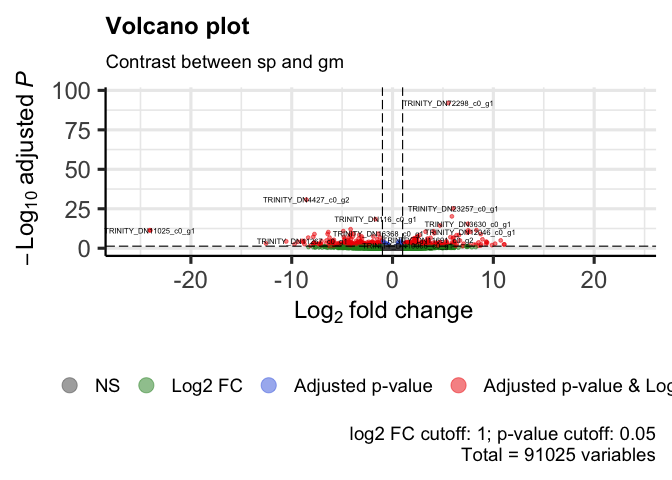 Volcano plot
Contrast between sp and gm
− Log10 adjusted P
100
75
50
25
0
TRINITY_DN72298_c0_g1
TRINITY_DN4427_c0_g2
TRINITY_DN23257_c0_g1
TRINITY_DN116_c0_g1
TRINITY_DN3630_c0_g1
TRINITY_DN11025_c0_g1
-20
-10
0
10
20
Log2 fold change
NS
Log2 FC
Adjusted p-value
Adjusted p-value & Log
log2 FC cutoff: 1; p-value cutoff: 0.05
Total = 91025 variables